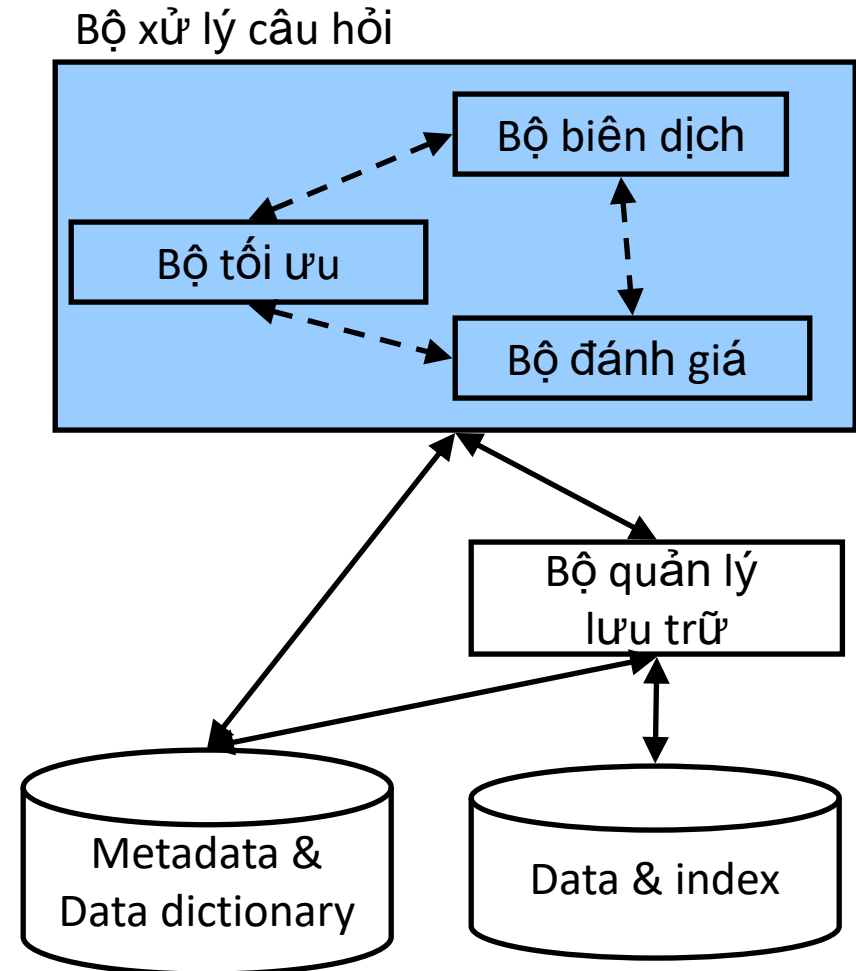 Bộ xử lý câu hỏi
Bộ biên dịch
Bộ tối ưu
Bộ đánh giá
Bộ quản lý
lưu trữ
Metadata &
Data dictionary
Data & index